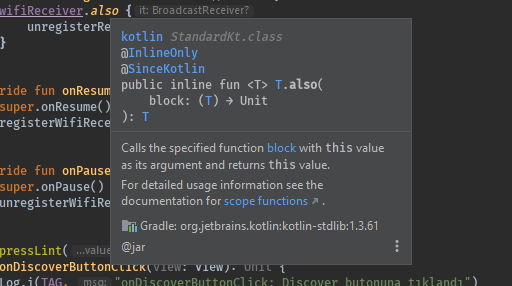 wifiReceiver.also { it: BroadcastReceiver?
unregisterRe
}
kotlin StandardKt.class
@InlineOnly
@SinceKotlin
public inline fun <T> T.also(
block: (T) → Unit
): T
ride fun onResum
super.onResume()
registerWifiRece
Calls the specified function block with this value
as its argument and returns this value.
For detailed usage information see the
documentation for scope functions ↗ .
ride fun onPause
super.onPause()
unregisterWifiRe
Gradle: org.jetbrains.kotlin:kotlin-stdlib:1.3.61
@jar
pressLint( ...value
onDiscoverButtonClick(view: View): Unit {
Log.i(TAG, msg: "onDiscoverButtonClick: Discover butonuna tıklandı")